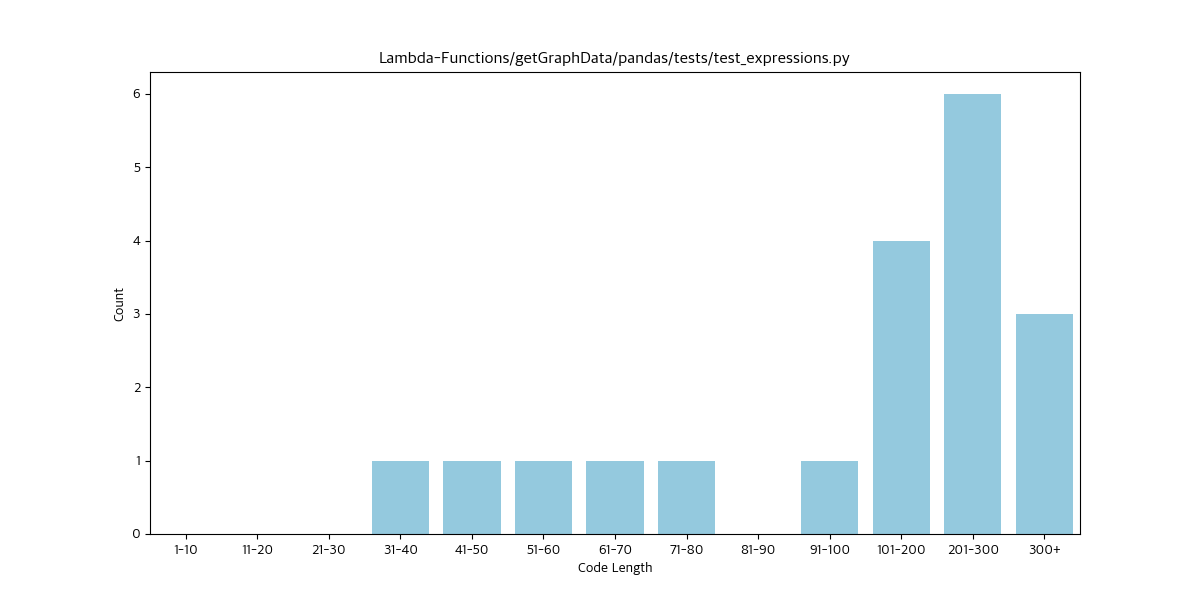 Lambda-Functions/getGraphData/pandas/tests/test_expressions.py
6
5
4
3
2
1
0
Count
1-10 11-20 21-30 31-40 41-50 51-60 61-70 71-80 81-90 91-100 101-200 201-300 300+
Code Length